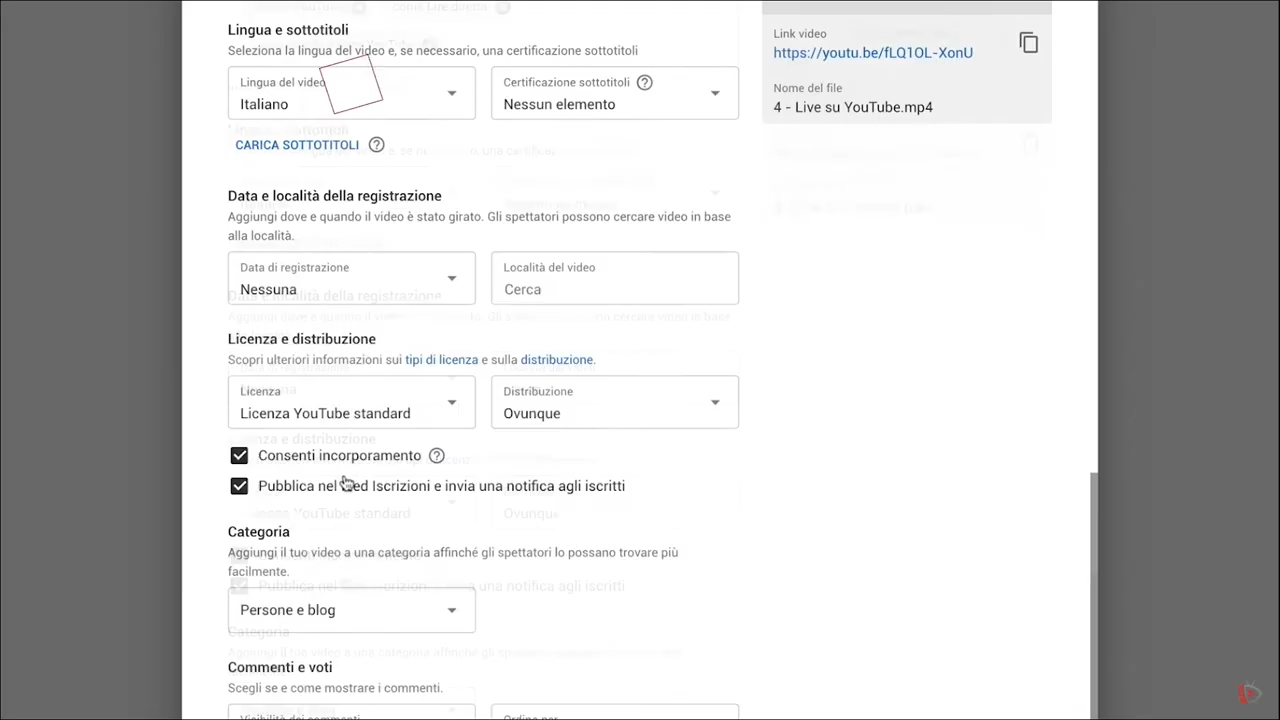 Lingua e sottotitoli
Seleziona la lingua del video e, se necessario, una certificazione sottotitoli
Lingua del video
Italiano
Certificazione sottotitoli
Nessun elemento
CARICA SOTTOTITOLI
Data e località della registrazione
Aggiungi dove e quando il video è stato girato. Gli spettatori possono cercare video in base
alla località.
Data di registrazione
Nessuna
Località del video
Cerca
Licenza e distribuzione
Scopri ulteriori informazioni sui tipi di licenza e sulla distribuzione.
Licenza
Licenza YouTube standard
Distribuzione
Ovunque
Consenti incorporamento
Pubblica nel feed Iscrizioni e invia una notifica agli iscritti
Categoria
Aggiungi il tuo video a una categoria affinché gli spettatori lo possano trovare più
facilmente.
Persone e blog
Commenti e voti
Scegli se e come mostrare i commenti.
Visibilità dei commenti
Ordina per
Link video
https://youtu.be/fLQ1OL-XonU
Nome del file
4 - Live su YouTube.mp4